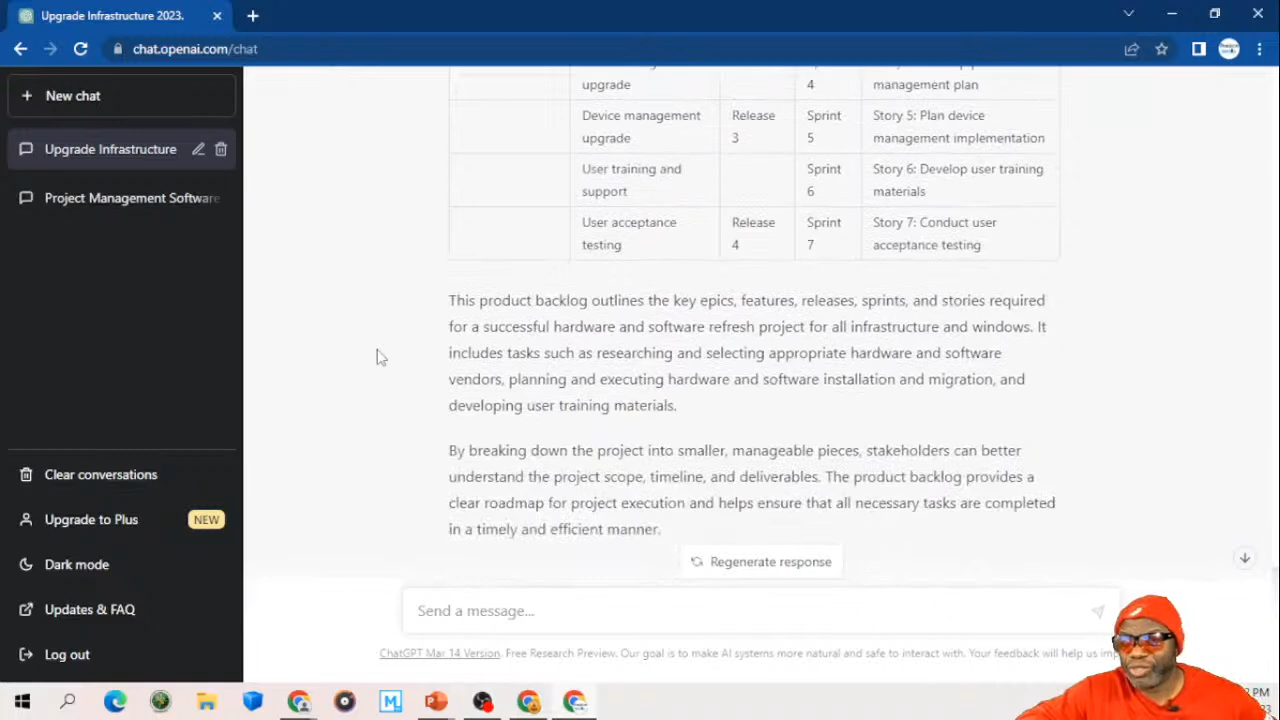 Upgrade Infrastructure 2023.
chat.openai.com/chat
New chat
Upgrade Infrastructure
Project Management Software
Clear conversations
Upgrade to Plus NEW
Dark mode
Updates & FAQ
Log out
upgrade 4 management plan
Device management Release Sprint Story 5: Plan device
upgrade 3 5 management implementation
User training and Sprint Story 6: Develop user training
support 6 materials
User acceptance Release Sprint Story 7: Conduct user
testing 4 7 acceptance testing
This product backlog outlines the key epics, features, releases, sprints, and stories required
for a successful hardware and software refresh project for all infrastructure and windows. It
includes tasks such as researching and selecting appropriate hardware and software
vendors, planning and executing hardware and software installation and migration, and
developing user training materials.
By breaking down the project into smaller, manageable pieces, stakeholders can better
understand the project scope, timeline, and deliverables. The product backlog provides a
clear roadmap for project execution and helps ensure that all necessary tasks are completed
in a timely and efficient manner.
Regenerate response
Send a message...
ChatGPT Mar 14 Version. Free Research Preview. Our goal is to make AI systems more natural and safe to interact with. Your feedback will help us
PM